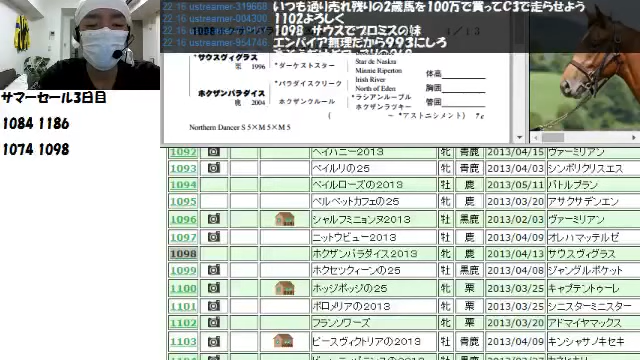 22 16 ustreamer-319668 いつも通り売れ残りの2歳馬を100万で買ってC3で走らせよう
1102よろしく
1098 サウスでプロミスの妹
22 16 ustreamer-954746 エンパイア無理だから993にしろ
*サウスヴィグラス
栗 1996
*ダーケストスター
Star de Naskra
Minnie Riperton
*パラダイスクリーク
Irish River
North of Eden
ホクザンパラダイス
鹿 2004
ホクザンクルール
*ラシアンルーブル
ホクザンラヴキー
体高
胸囲
管囲
( ～*アストニシメント)
Northern Dancer S 5×M 5×M 5
サマーセール3日目
1084 1186
1074 1098
1092 ベイハニー2013 牝 青鹿 2013/04/15 ヴァーミリアン
1093 ベイルリの25 牝 青鹿 2013/04/03 シンボリクリスエス
1094 ベイルローズの2013 牡 鹿 2013/05/11 バトルプラン
1095 ベルベットカフェの25 牝 鹿 2013/03/20 アサクサデンエン
1096 シャルフミニョンヌ2013 牡 黒鹿 2013/02/03 ヴァーミリアン
1097 ニットウビュー2013 牡 鹿 2013/04/09 オレハマッテルゼ
1098 ホクザンパラダイス2013 牝 鹿 2013/04/13 サウスヴィグラス
1099 ホクセツクィーンの25 牡 黒鹿 2013/04/08 ジャングルポケット
1100 ホッジポッジの25 牝 栗 2013/03/25 キャプテントゥーレ
1101 ポロメリアの2013 牝 栗 2013/03/25 シニスターミニスター
1102 フランソワーズ 牝 栗 2013/03/20 アドマイヤマックス
1103 ピースヴィクトリアの2013 牡 青鹿 2013/04/09 キンシャサノキセキ